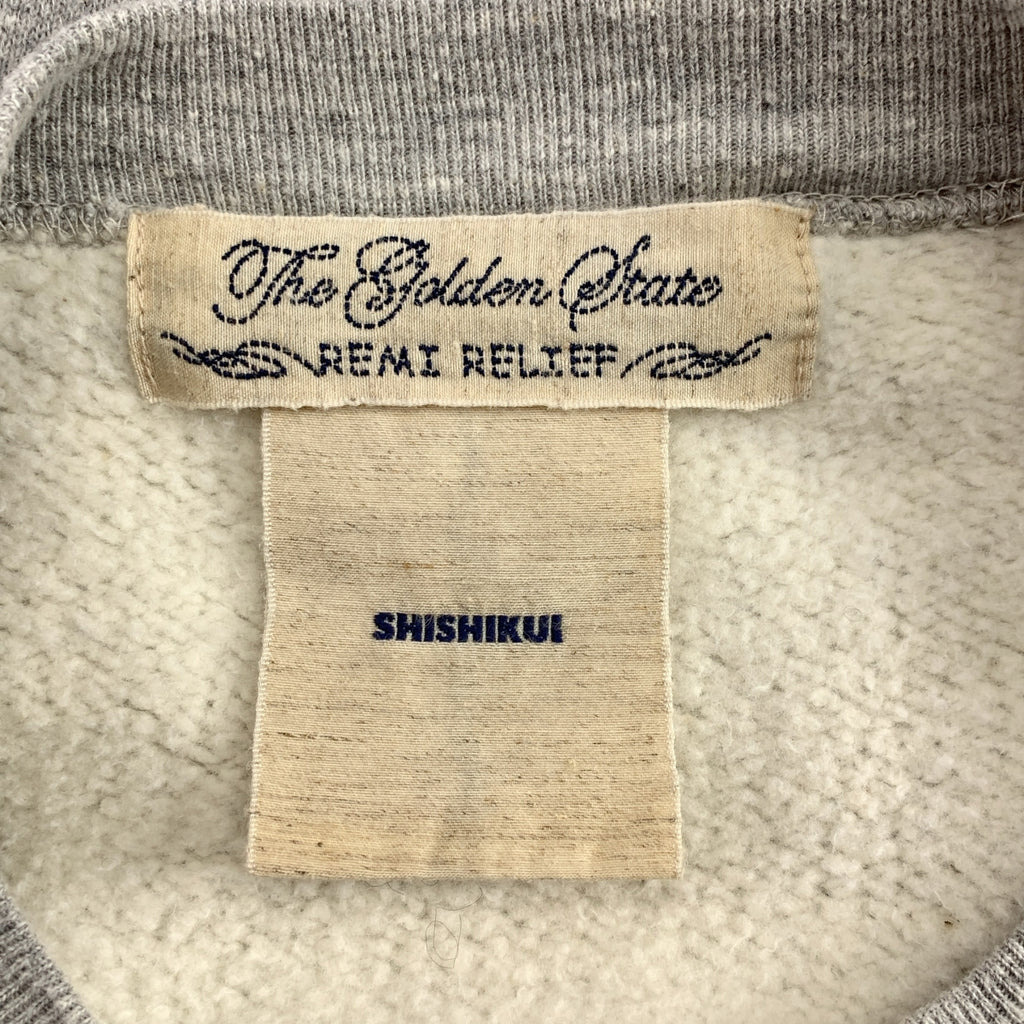 The Golden State
REMI RELIEF
SHISHIKUI